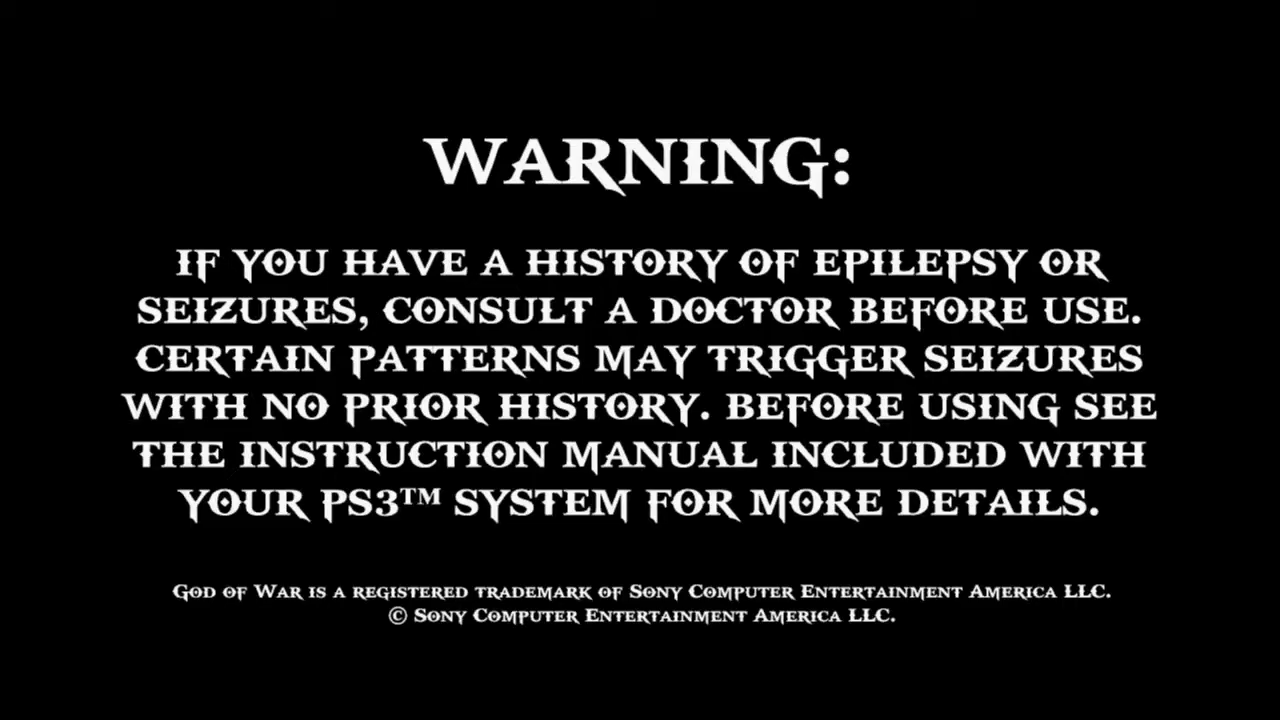 WARNING:
IF YOU HAVE A HISTORY OF EPILEPSY OR
SEIZURES, CONSULT A DOCTOR BEFORE USE.
CERTAIN PATTERNS MAY TRIGGER SEIZURES
WITH NO PRIOR HISTORY. BEFORE USING SEE
THE INSTRUCTION MANUAL INCLUDED WITH
YOUR PS3™ SYSTEM FOR MORE DETAILS.
God of War is a registered trademark of Sony Computer Entertainment America LLC.
© Sony Computer Entertainment America LLC.